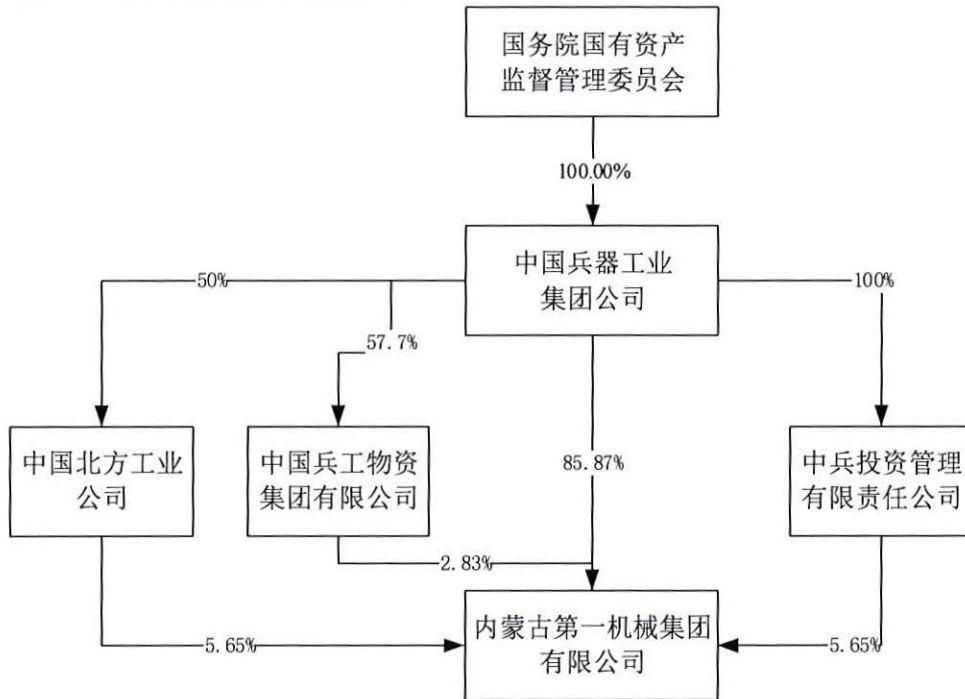 国务院国有资产
监督管理委员会
100.00%
中国兵器工业
集团公司
50%
100%
57.7%
中国北方工业
公司
中国兵工物资
集团有限公司
85.87%
中兵投资管理
有限责任公司
2.83%
内蒙古第一机械集团
有限公司
5.65%
5.65%